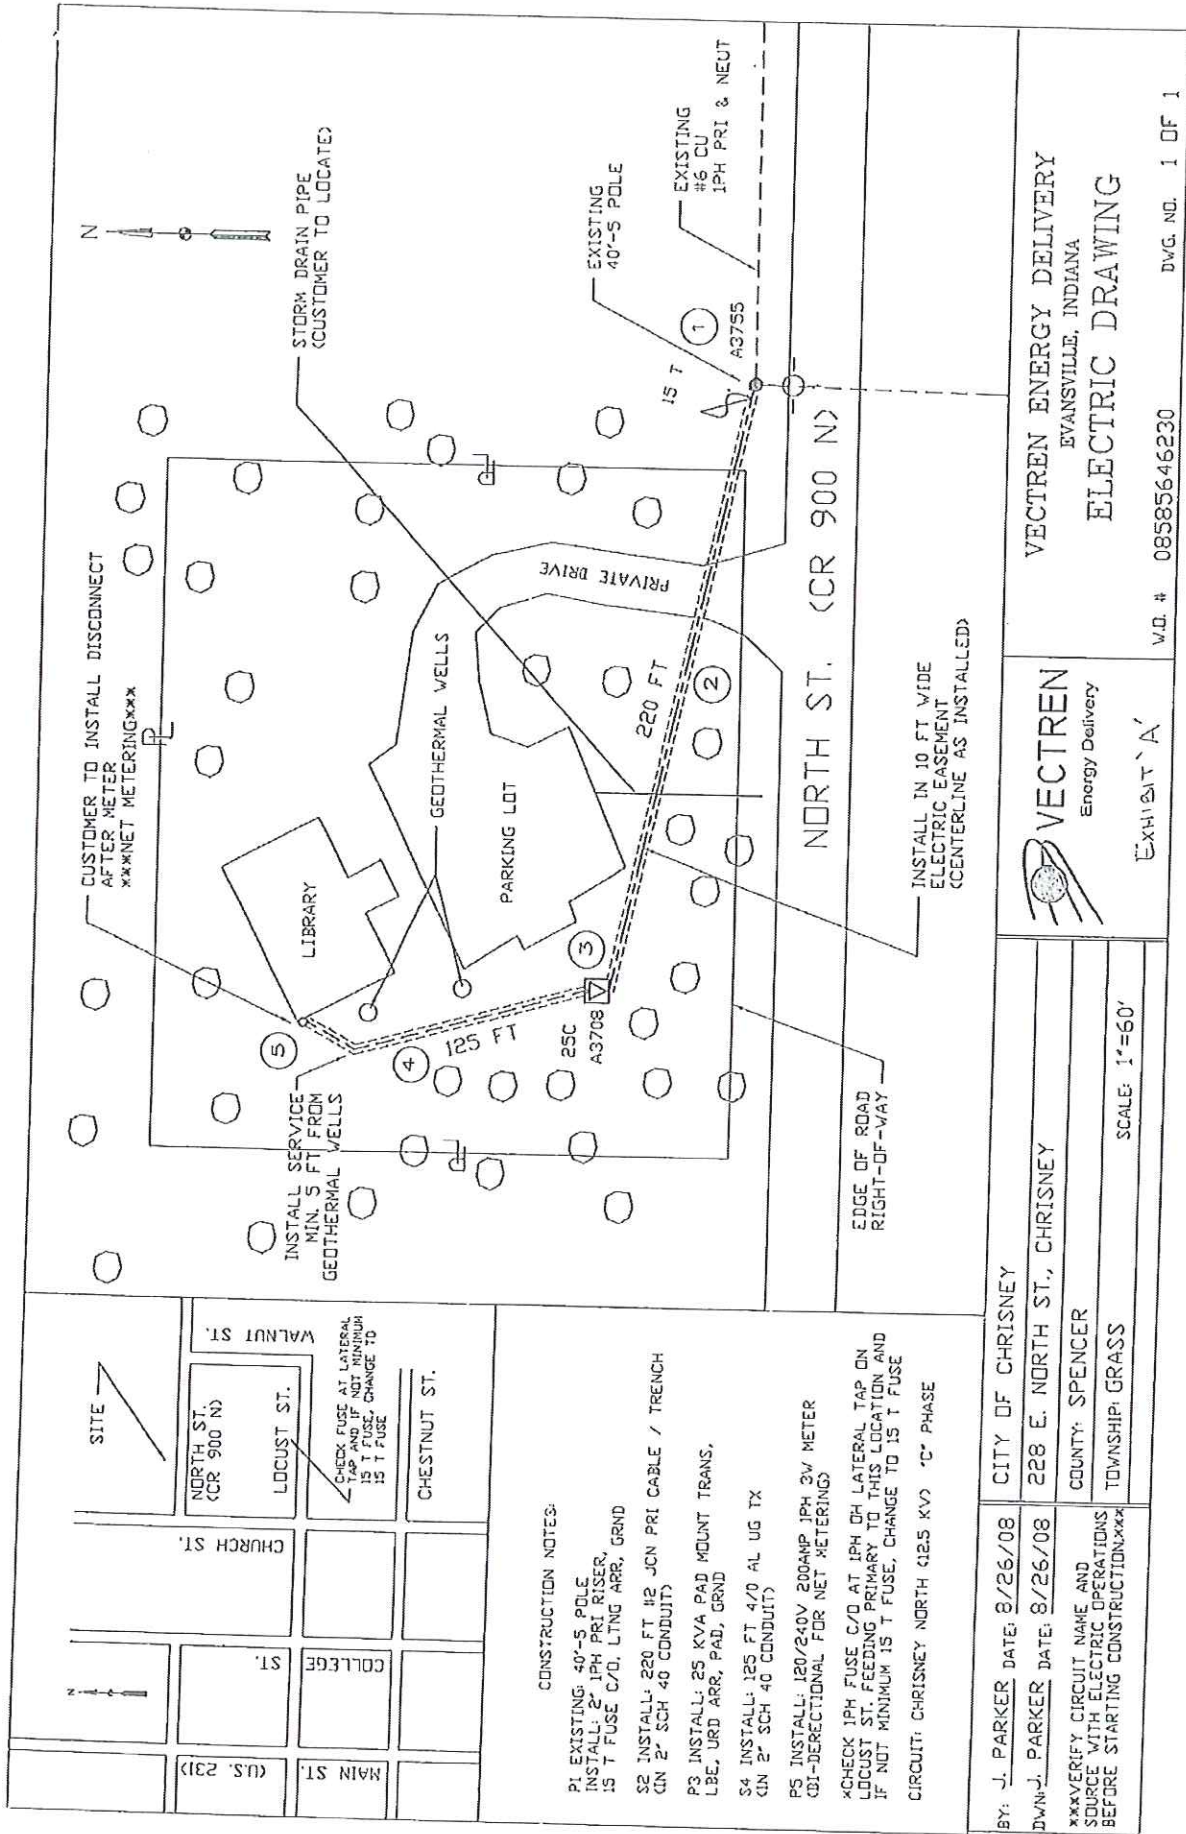 SITE
NORTH ST.
(CR 900 N)
LOCUST ST.
WALNUT ST.
CHECK FUSE AT LATERAL
TAP AND IF NOT MINIMUM
15 T FUSE, CHANGE TO
15 T FUSE
CHESTNUT ST.
CHURCH ST.
COLLEGE
ST.
MAIN ST.
(U.S. 231)
N
CONSTRUCTION NOTES:
P1 EXISTING: 40'-5 POLE
INSTALL: 2" 1PH PRI RISER,
15 T FUSE C/O, LTNG ARR, GRND
S2 INSTALL: 220 FT #2 JCN PRI CABLE / TRENCH
(IN 2" SCH 40 CONDUIT)
P3 INSTALL: 25 KVA PAD MOUNT TRANS,
LBE, URD ARR, PAD, GRND
S4 INSTALL: 125 FT 4/0 AL UG TX
(IN 2" SCH 40 CONDUIT)
P5 INSTALL: 120/240V 200AMP 1PH 3W METER
(BI-DERECTIONAL FOR NET METERING)
*CHECK 1PH FUSE C/O AT 1PH OH LATERAL TAP ON
LOCUST ST. FEEDING PRIMARY TO THIS LOCATION AND
IF NOT MINIMUM 15 T FUSE, CHANGE TO 15 T FUSE
CIRCUIT: CHRISNEY NORTH (12.5 KV) "C" PHASE
CUSTOMER TO INSTALL DISCONNECT
AFTER METER
***NET METERING***
N
STORM DRAIN PIPE
(CUSTOMER TO LOCATE)
PL
LIBRARY
GEOTHERMAL WELLS
PARKING LOT
PRIVATE DRIVE
PL
PL
5
4
125 FT
3
25C
A3708
220 FT
2
15 T
1
A3755
EXISTING
40'-5 POLE
EXISTING
#6 CU
1PH PRI & NEUT
INSTALL SERVICE
MIN. 5 FT FROM
GEOTHERMAL WELLS
EDGE OF ROAD
RIGHT-OF-WAY
NORTH ST. (CR 900 N)
INSTALL IN 10 FT WIDE
ELECTRIC EASEMENT
(CENTERLINE AS INSTALLED)
BY: J. PARKER DATE: 8/26/08
DWN: J. PARKER DATE: 8/26/08
***VERIFY CIRCUIT NAME AND
SOURCE WITH ELECTRIC OPERATIONS
BEFORE STARTING CONSTRUCTION.***
CITY OF CHRISNEY
228 E. NORTH ST., CHRISNEY
COUNTY: SPENCER
TOWNSHIP: GRASS
SCALE: 1"=60'
VECTREN
Energy Delivery
EXHIBIT 'A'
VECTREN ENERGY DELIVERY
EVANSVILLE, INDIANA
ELECTRIC DRAWING
W.O. # 08585646230
DWG. NO. 1 OF 1